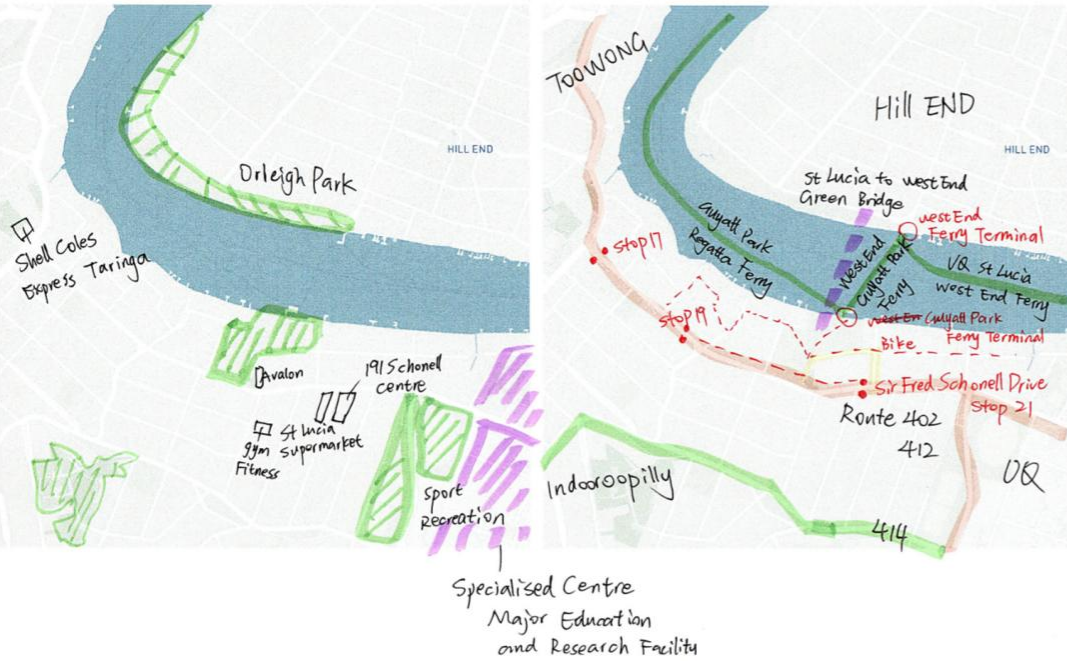 Orleigh Park
HILL END
Shell Coles
Express Taringa
Avalon
191 Schonell
centre
St Lucia
gym Supermarket
Fitness
Sport
Recreation
Specialised Centre
Major Education
and Research Facility
TOOWONG
Hill END
HILL END
St Lucia to West End
Green Bridge
West End
Ferry Terminal
Guyatt Park
Regatta Ferry
West End
Guyatt Park
Ferry
UQ St Lucia
West End Ferry
stop 17
stop 19
West En Guyatt Park
Ferry Terminal
Bike
Sir Fred Schonell Drive
Stop 21
Route 402
412
UQ
Indooroopilly
414